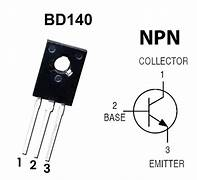 BD140
NPN
COLLECTOR
1
2
BASE
3
EMITTER
1 2 3